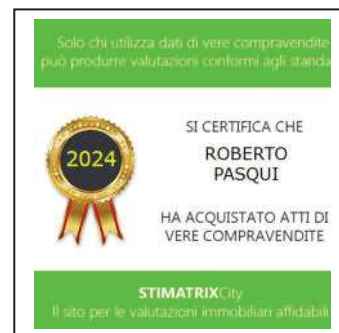 Solo chi utilizza dati di vere compravendite
può produrre valutazioni conformi agli standa
2024
SI CERTIFICA CHE
ROBERTO
PASQUI
HA ACQUISTATO ATTI DI
VERE COMPRAVENDITE
STIMATRIXCity
Il sito per le valutazioni immobiliari affidabili